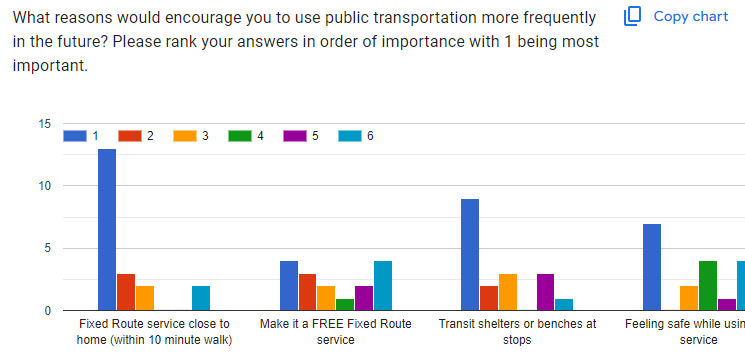 What reasons would encourage you to use public transportation more frequently
in the future? Please rank your answers in order of importance with 1 being most
important.
Copy chart
15
1 2 3 4 5 6
10
5
0
Fixed Route service close to
home (within 10 minute walk)
Make it a FREE Fixed Route
service
Transit shelters or benches at
stops
Feeling safe while usin
service